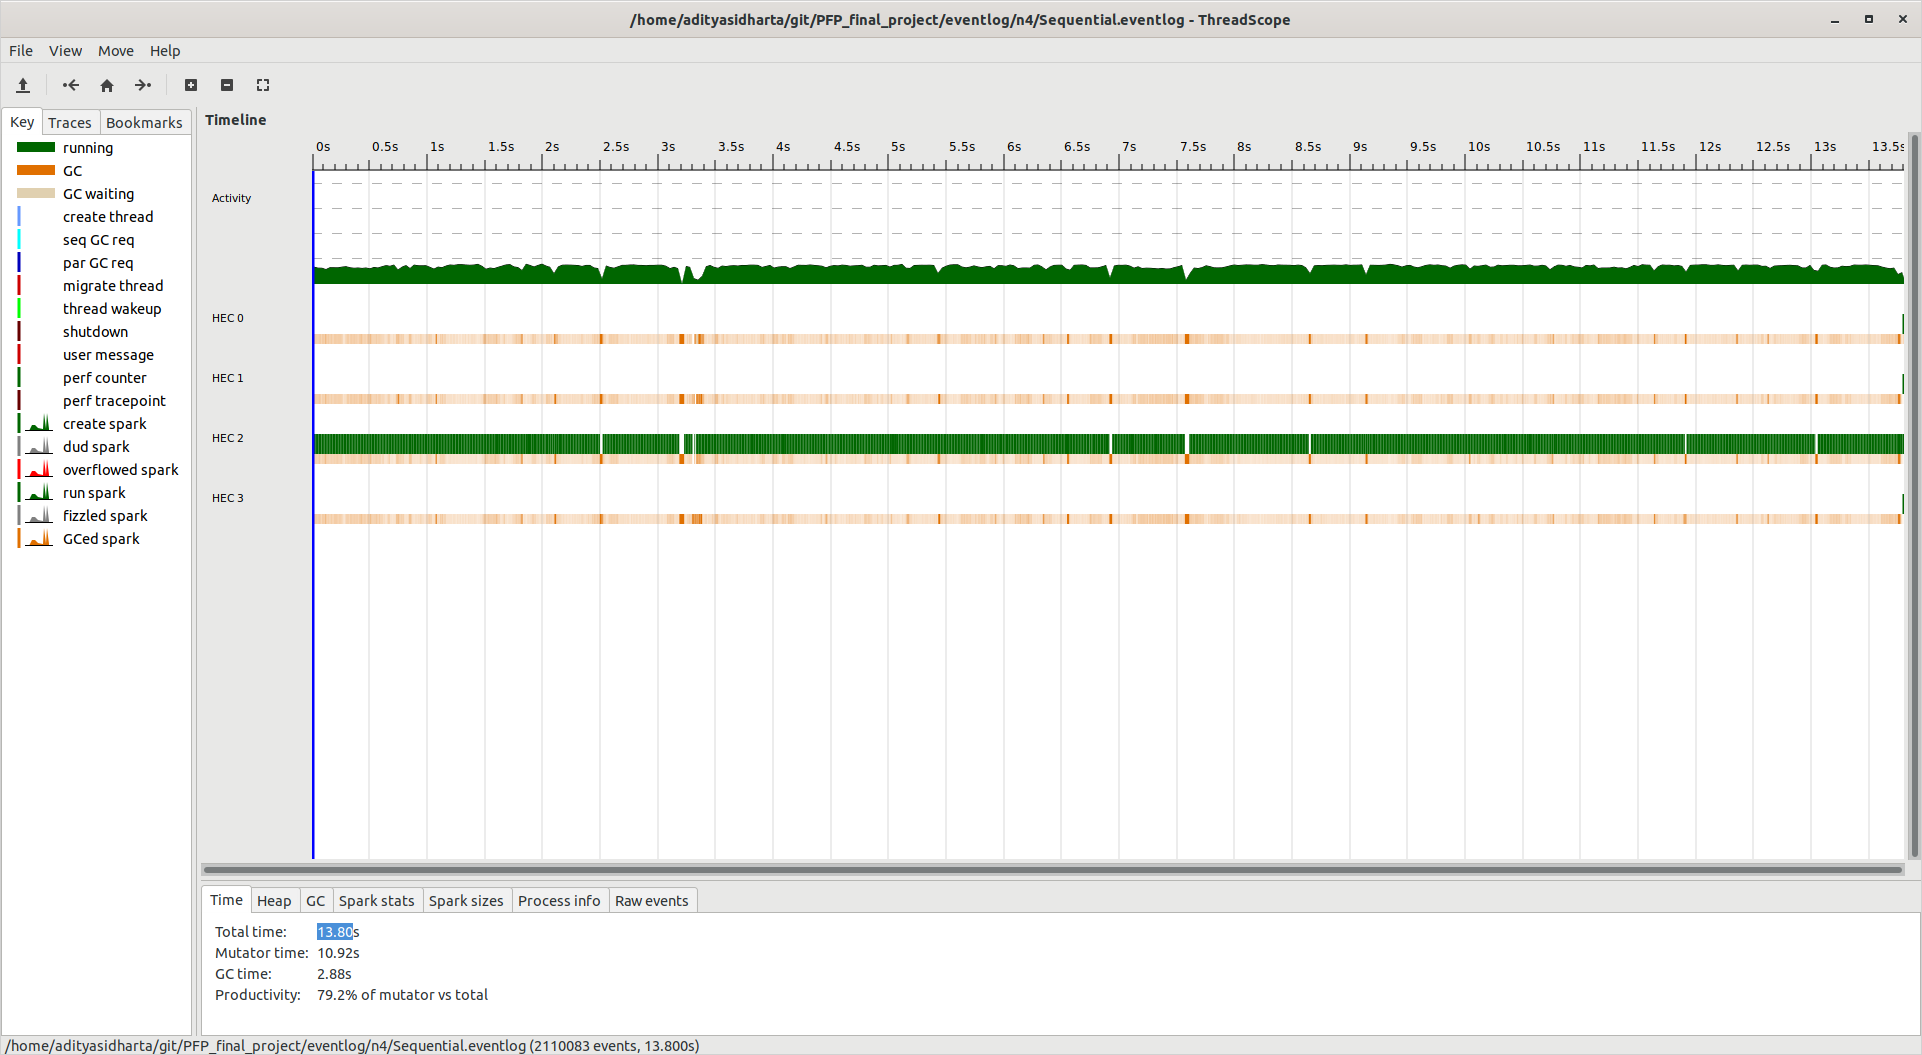 /home/adityasidharta/git/PFP_final_project/eventlog/n4/Sequential.eventlog - ThreadScope
File View Move Help
Key Traces Bookmarks
running
GC
GC waiting
create thread
seq GC req
par GC req
migrate thread
thread wakeup
shutdown
user message
perf counter
perf tracepoint
create spark
dud spark
overflowed spark
run spark
fizzled spark
GCed spark
Timeline
0s 0.5s 1s 1.5s 2s 2.5s 3s 3.5s 4s 4.5s 5s 5.5s 6s 6.5s 7s 7.5s 8s 8.5s 9s 9.5s 10s 10.5s 11s 11.5s 12s 12.5s 13s 13.5s
Activity
HEC 0
HEC 1
HEC 2
HEC 3
Time Heap GC Spark stats Spark sizes Process info Raw events
Total time: 13.80s
Mutator time: 10.92s
GC time: 2.88s
Productivity: 79.2% of mutator vs total
/home/adityasidharta/git/PFP_final_project/eventlog/n4/Sequential.eventlog (2110083 events, 13.800s)